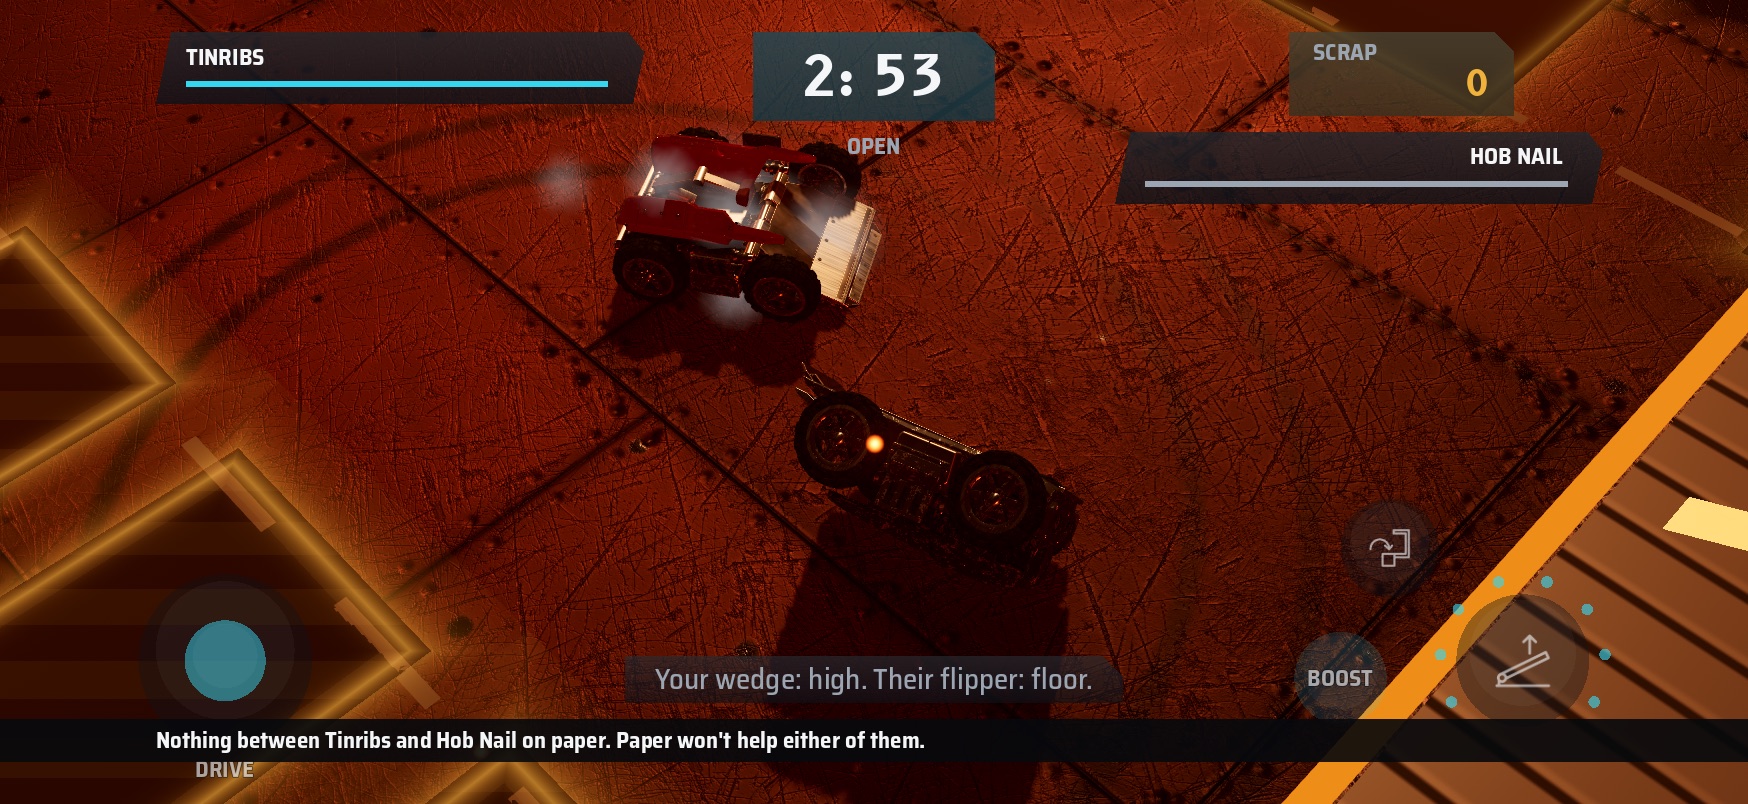 TINRIBS
2:53
OPEN
SCRAP
0
HOB NAIL
Your wedge: high. Their flipper: floor.
BOOST
Nothing between Tinribs and Hob Nail on paper. Paper won't help either of them.
DRIVE